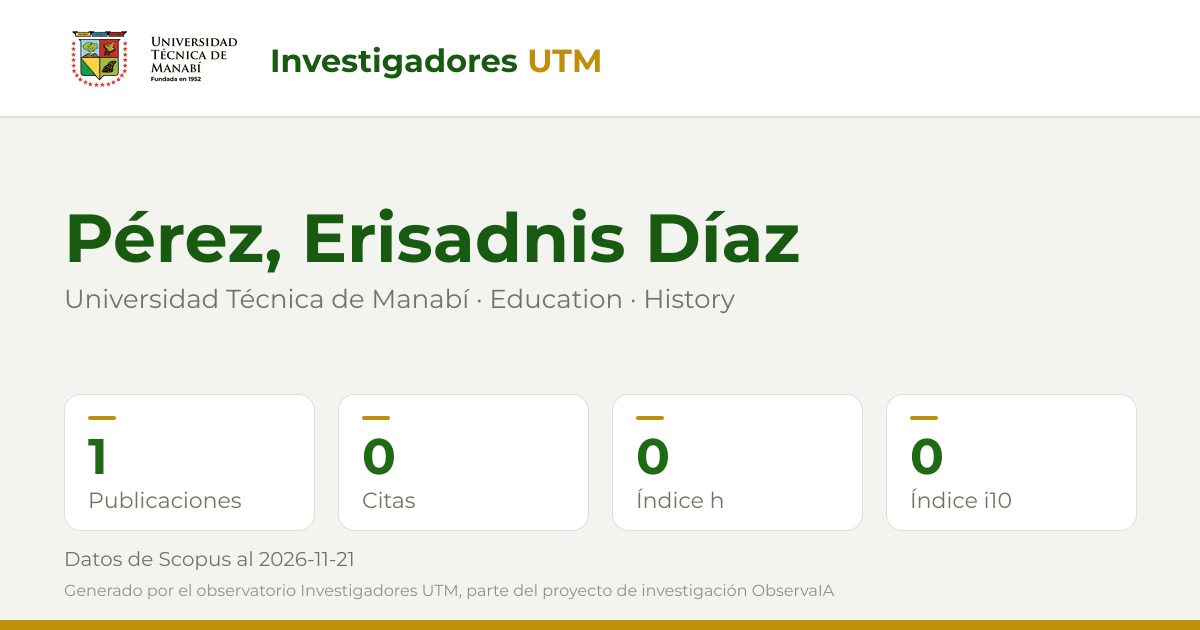 UNIVERSIDAD
TÉCNICA DE
MANABÍ
Fundada en 1952
Investigadores UTM
Pérez, Erisadnis Díaz
Universidad Técnica de Manabí · Education · History
1
Publicaciones
0
Citas
0
Índice h
0
Índice i10
Datos de Scopus al 2026-11-21
Generado por el observatorio Investigadores UTM, parte del proyecto de investigación ObservaIA